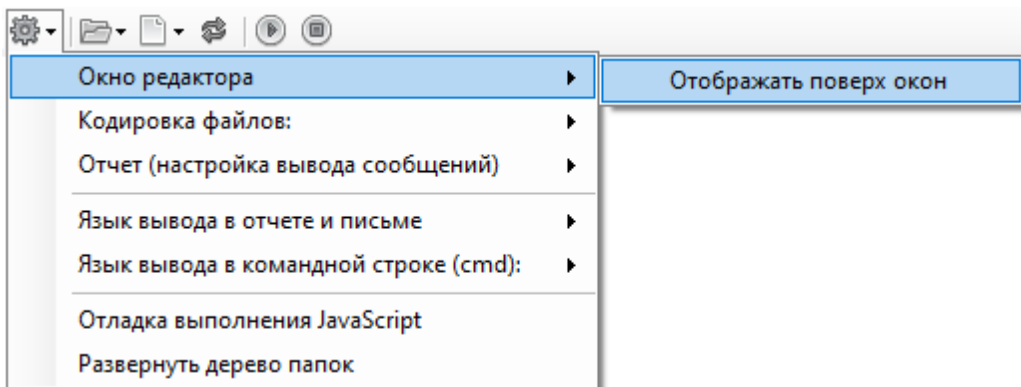 Окно редактора
Отображать поверх окон
Кодировка файлов:
Отчет (настройка вывода сообщений)
Язык вывода в отчете и письме
Язык вывода в командной строке (cmd):
Отладка выполнения JavaScript
Развернуть дерево папок